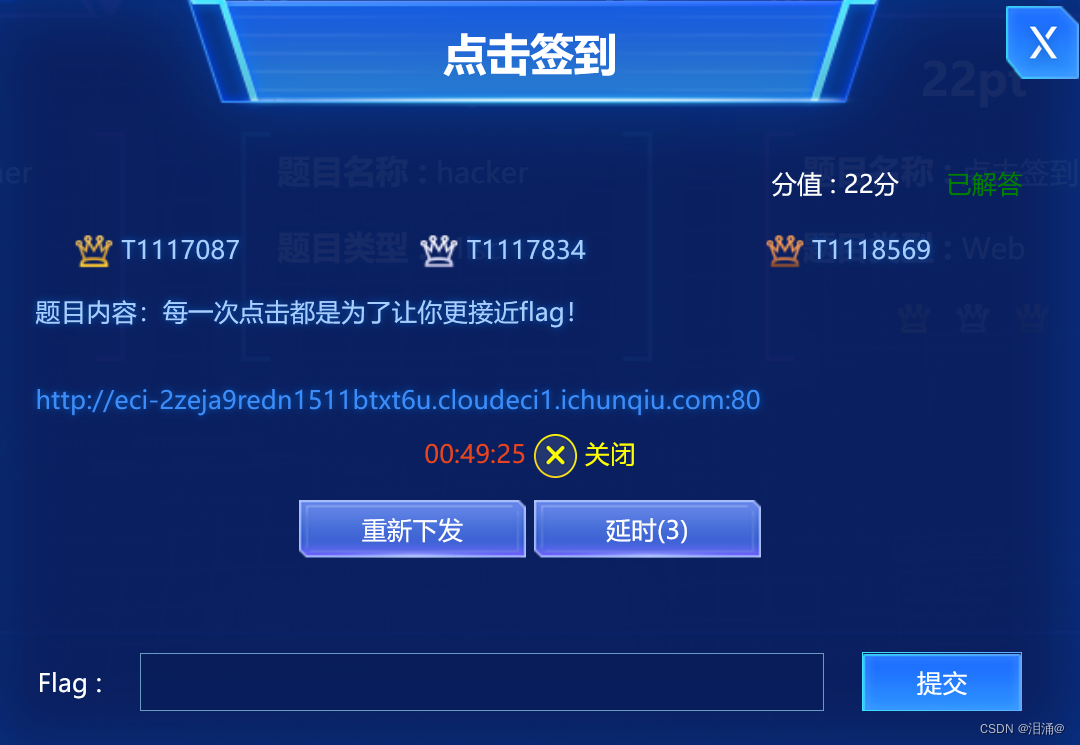 点击签到
X
22pt
er
题目名称 : hacker
题目名称 : 点击签到
分值 : 22分
已解答
题目类型
: Web
T1117087
T1117834
T1118569
题目内容：每一次点击都是为了让你更接近flag！
http://eci-2zeja9redn1511btxt6u.cloudeci1.ichunqiu.com:80
00:49:25 关闭
重新下发
延时(3)
Flag :
提交
CSDN @泪涌@